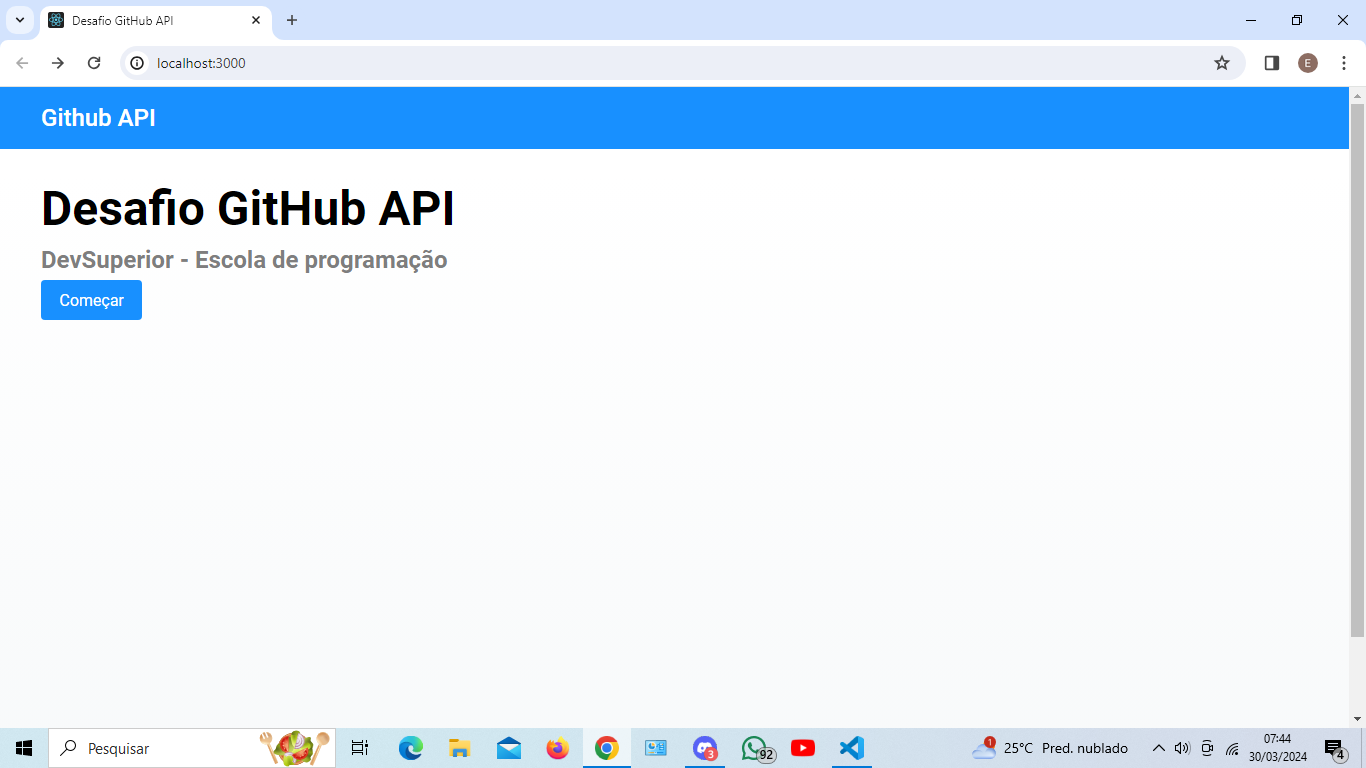 Desafio GitHub API
localhost:3000
E
Github API
Desafio GitHub API
DevSuperior - Escola de programação
Começar
Pesquisar
3
92
1
25°C Pred. nublado
07:44
30/03/2024
4